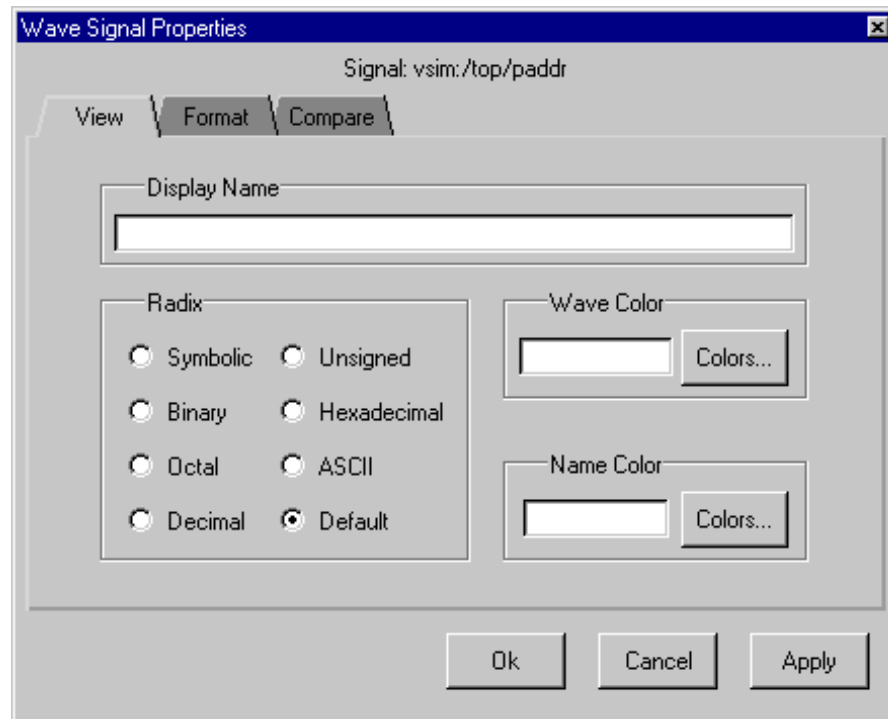 Wave Signal Properties
Signal: vsim:/top/paddr
View Format Compare
Display Name
Radix
Symbolic Unsigned
Binary Hexadecimal
Octal ASCII
Decimal Default
Wave Color
Colors...
Name Color
Colors...
Ok Cancel Apply